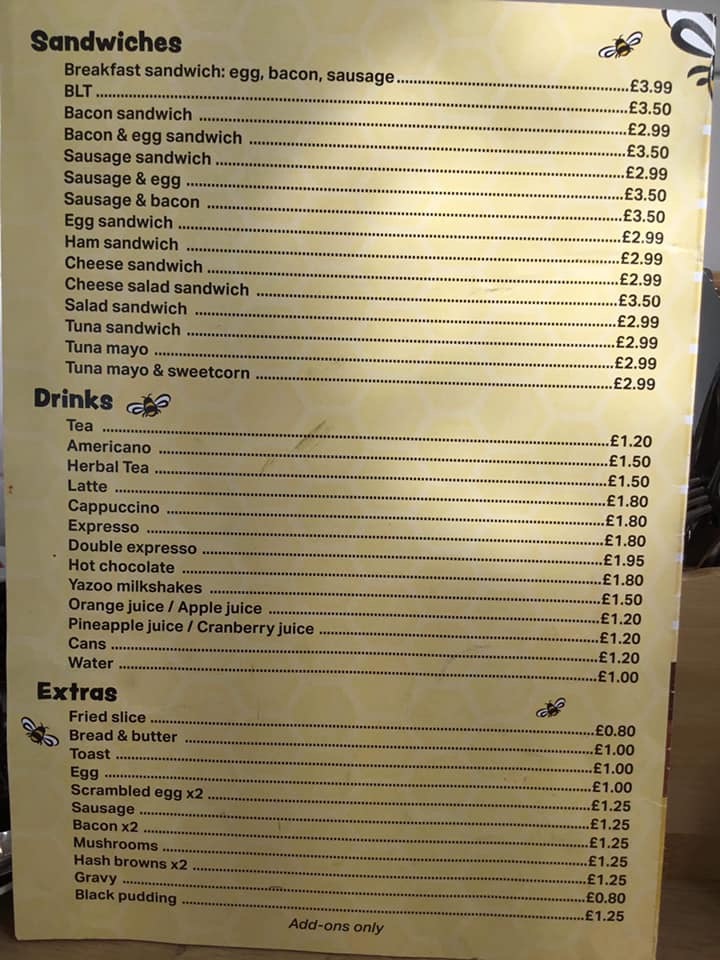 Sandwiches
Breakfast sandwich: egg, bacon, sausage £3.99
BLT £3.50
Bacon sandwich £2.99
Bacon & egg sandwich £3.50
Sausage sandwich £2.99
Sausage & egg £3.50
Sausage & bacon £3.50
Egg sandwich £2.99
Ham sandwich £2.99
Cheese sandwich £2.99
Cheese salad sandwich £3.50
Salad sandwich £2.99
Tuna sandwich £2.99
Tuna mayo £2.99
Tuna mayo & sweetcorn £2.99
Drinks
Tea £1.20
Americano £1.50
Herbal Tea £1.50
Latte £1.80
Cappuccino £1.80
Expresso £1.80
Double expresso £1.95
Hot chocolate £1.80
Yazoo milkshakes £1.50
Orange juice / Apple juice £1.20
Pineapple juice / Cranberry juice £1.20
Cans £1.20
Water £1.00
Extras
Fried slice £0.80
Bread & butter £1.00
Toast £1.00
Egg £1.00
Scrambled egg x2 £1.25
Sausage £1.25
Bacon x2 £1.25
Mushrooms £1.25
Hash browns x2 £1.25
Gravy £0.80
Black pudding £1.25
Add-ons only